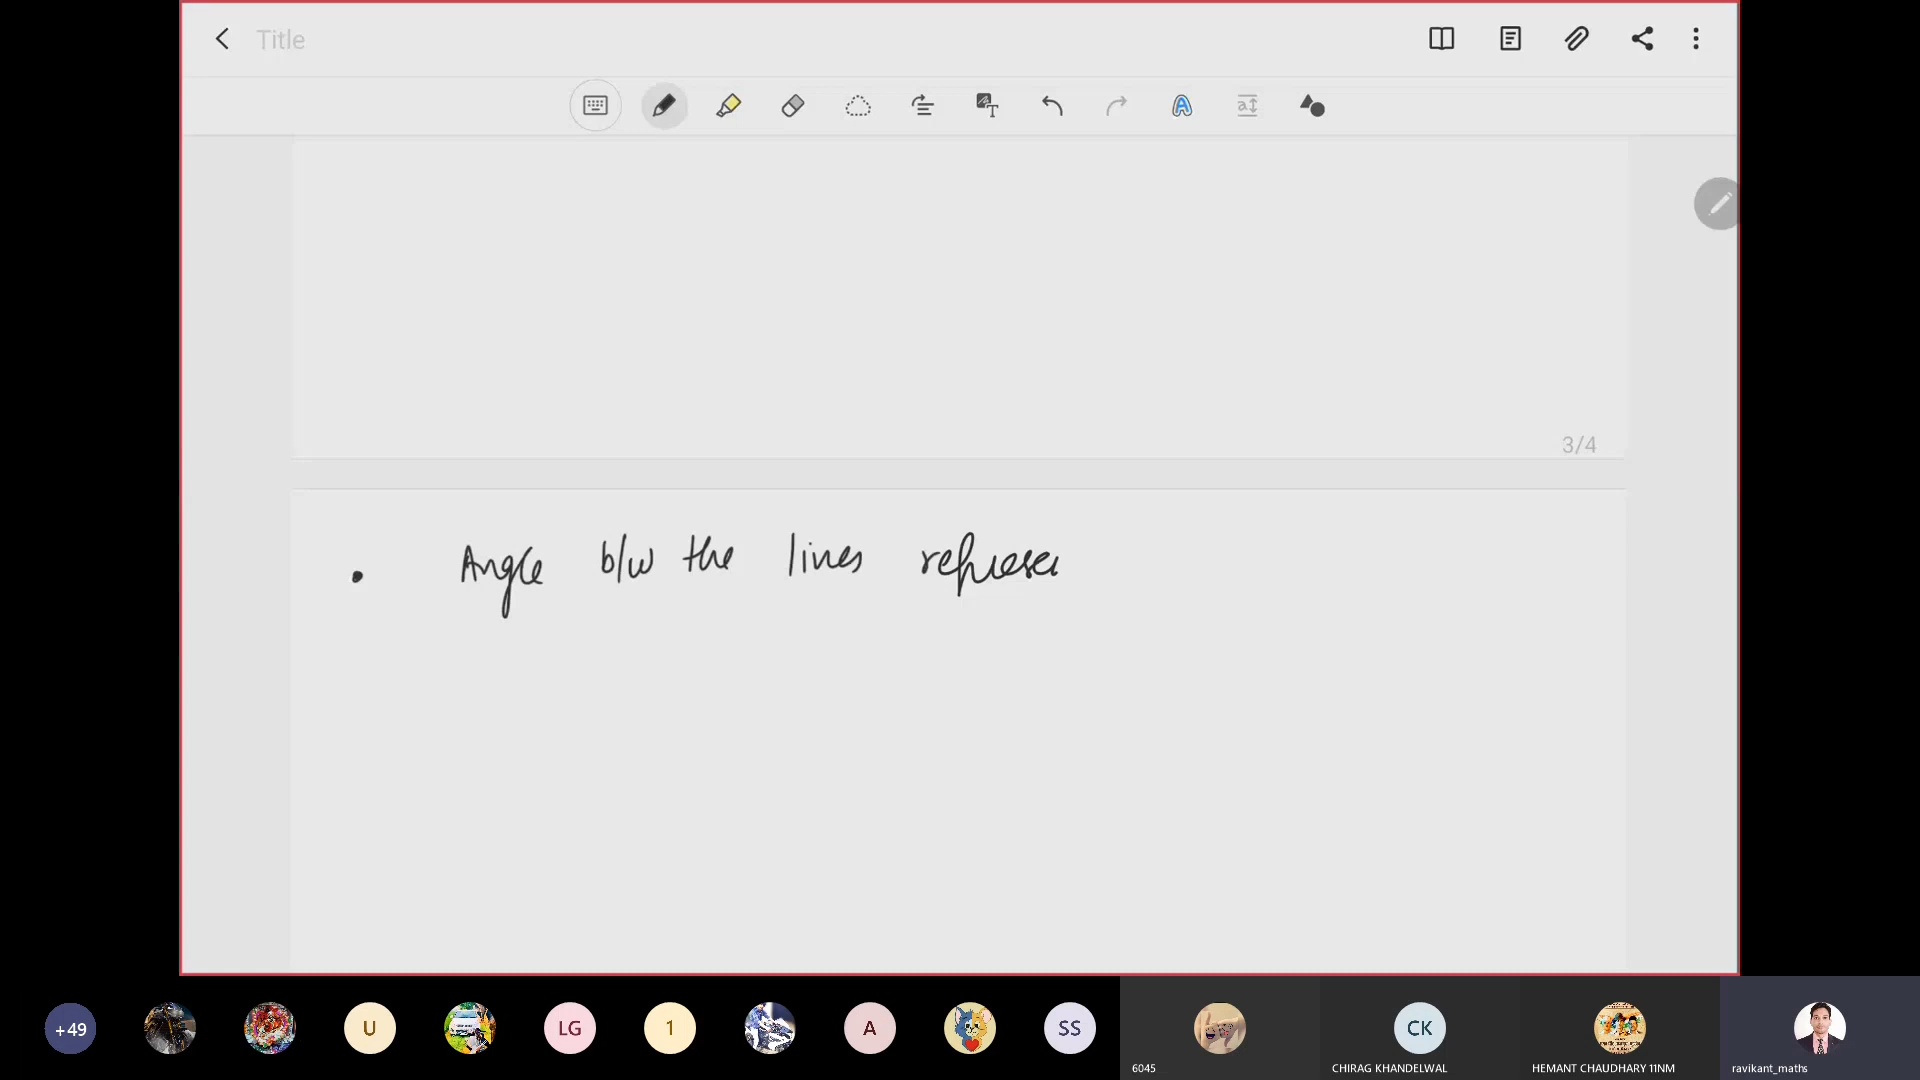 Title
3/4
• Angle b/w the lines represe
+49
U
LG
1
A
SS
CK
6045
CHIRAG KHANDELWAL
HEMANT CHAUDHARY 11NM
ravikant_maths